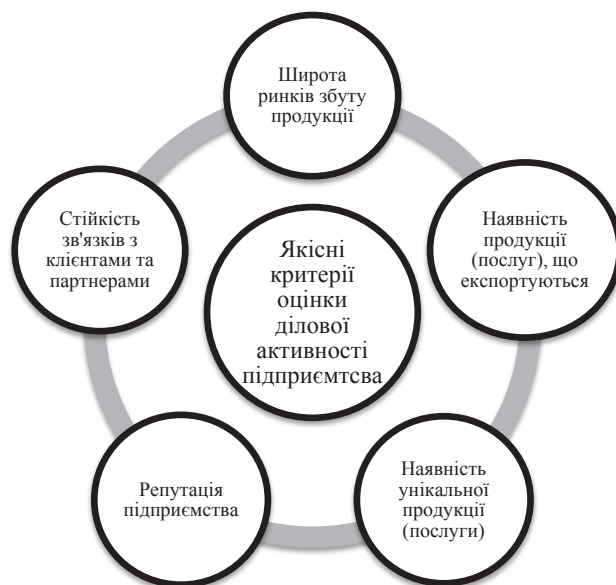 Широта
ринків збуту
продукції
Стійкість
зв'язків з
клієнтами та
партнерами
Наявність
продукції
(послуг), що
експортуються
Якісні
критерії
оцінки
ділової
активності
підприємтсва
Репутація
підприємства
Наявність
унікальної
продукції
(послуги)